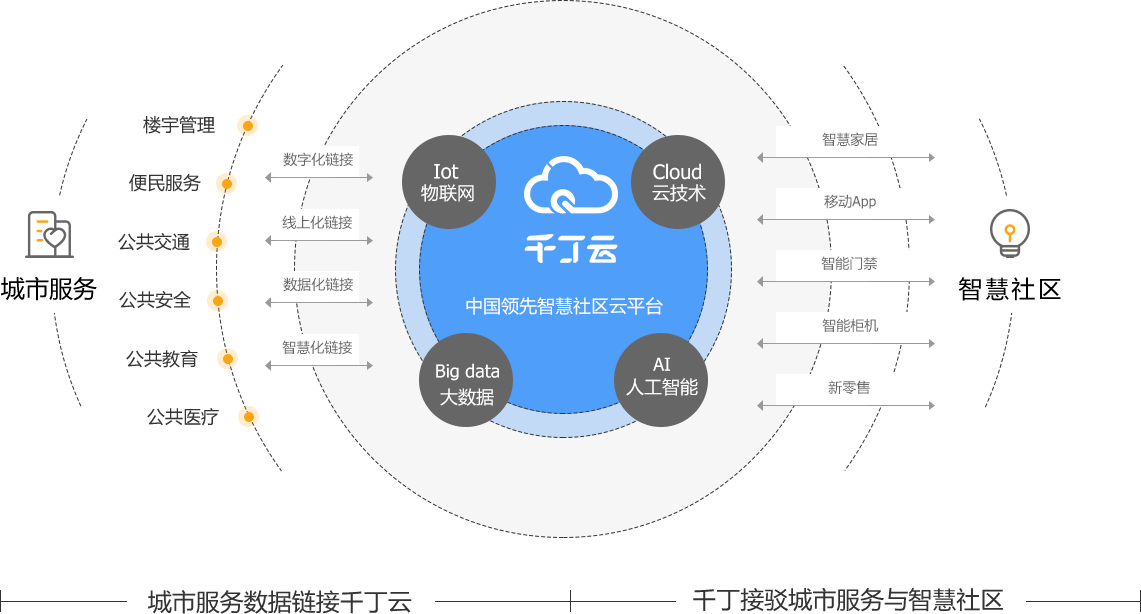 城市服务
楼宇管理
便民服务
公共交通
公共安全
公共教育
公共医疗
数字化链接
线上化链接
数据化链接
智慧化链接
Iot
物联网
Cloud
云技术
千丁云
中国领先智慧社区云平台
Big data
大数据
AI
人工智能
智慧家居
移动App
智能门禁
智能柜机
新零售
智慧社区
城市服务数据链接千丁云
千丁接驳城市服务与智慧社区